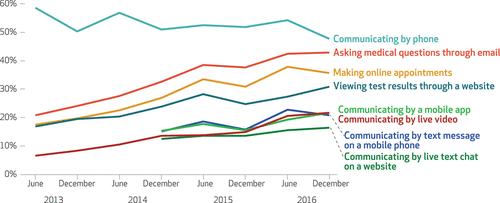 60%
50%
40%
30%
20%
10%
0%
Communicating by phone
Asking medical questions through email
Making online appointments
Viewing test results through a website
Communicating by a mobile app
Communicating by live video
Communicating by text message
on a mobile phone
Communicating by live text chat
on a website
June December June December June December June December
2013 2014 2015 2016